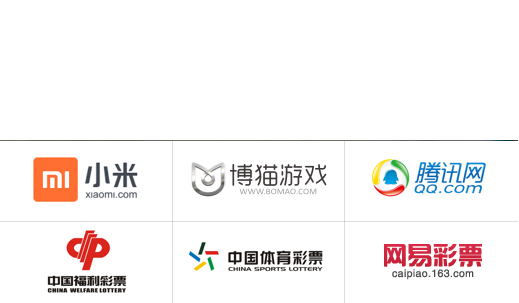 mi 小米
xiaomi.com
博猫游戏
WWW.BOMAO.COM
腾讯网
QQ.com
中国福利彩票
CHINA WELFARE LOTTERY
中国体育彩票
CHINA SPORTS LOTTERY
网易彩票
caipiao.163.com